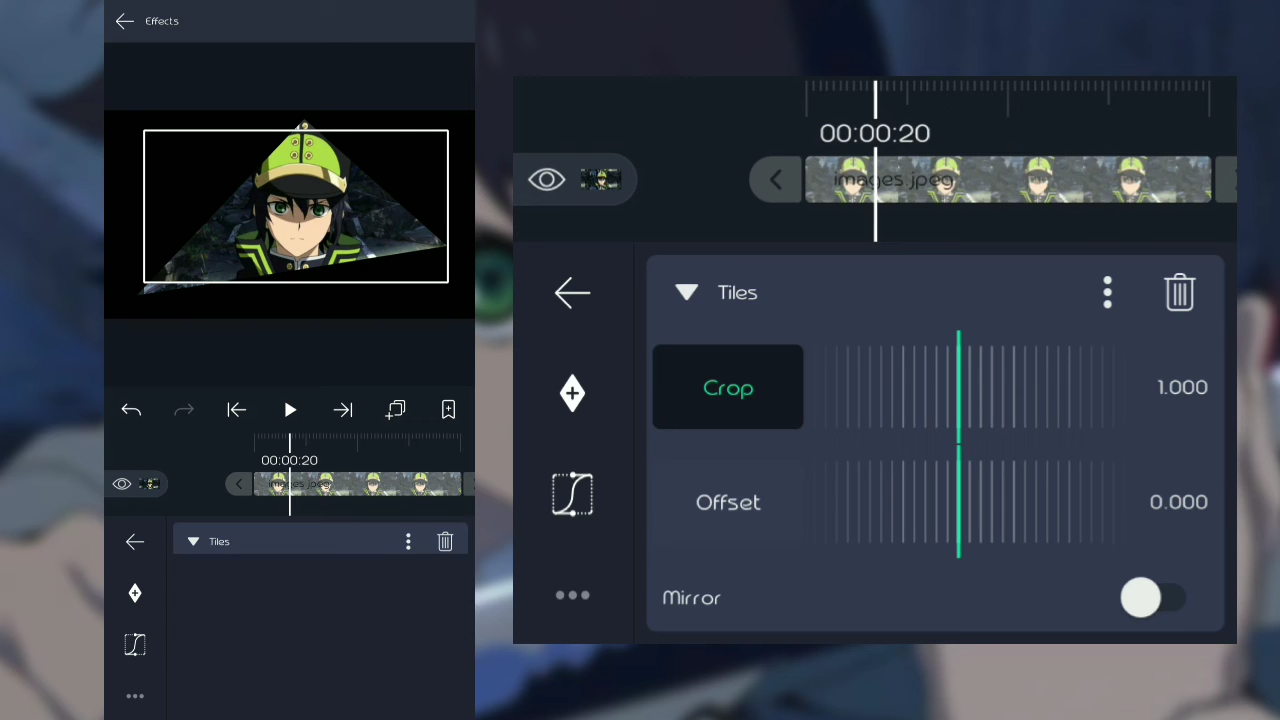 Effects
00:00:20
images.jpeg
Tiles
00:00:20
images.jpeg
Tiles
Crop
1.000
Offset
0.000
Mirror